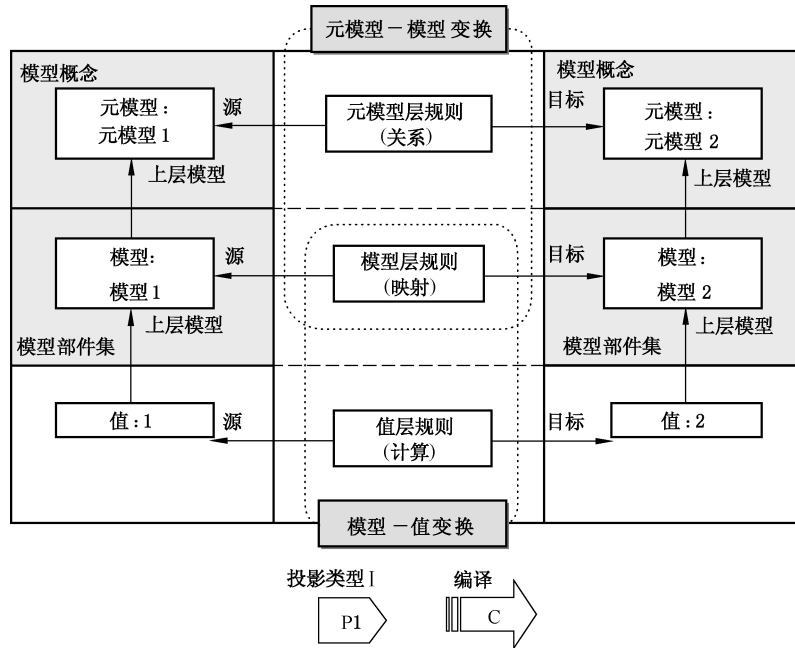 元模型－模型变换
模型概念
模型概念
元模型：
元模型1
源
元模型层规则
(关系)
目标
元模型：
元模型2
上层模型
上层模型
模型：
模型1
源
模型层规则
(映射)
目标
模型：
模型2
上层模型
上层模型
模型部件集
模型部件集
值：1
源
值层规则
(计算)
目标
值：2
模型－值变换
投影类型Ⅰ
编译
P1
C